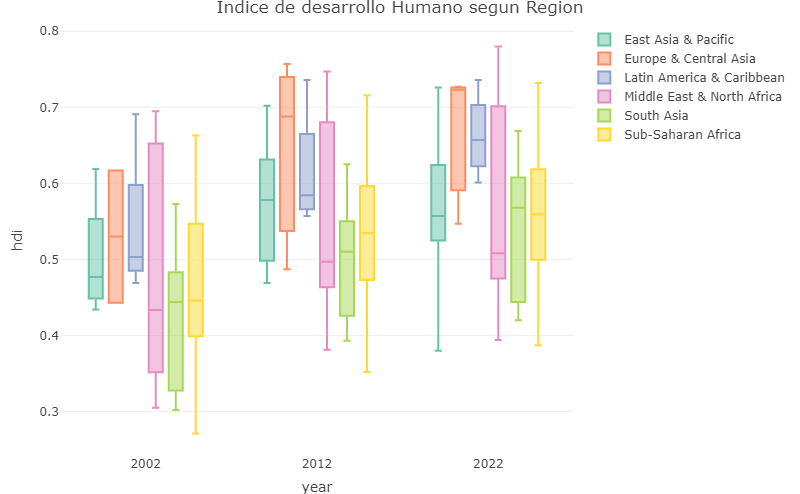 Indice de desarrollo Humano segun Region
0.8
0.7
0.6
0.5
0.4
0.3
hdi
2002
2012
2022
year
East Asia & Pacific
Europe & Central Asia
Latin America & Caribbean
Middle East & North Africa
South Asia
Sub-Saharan Africa